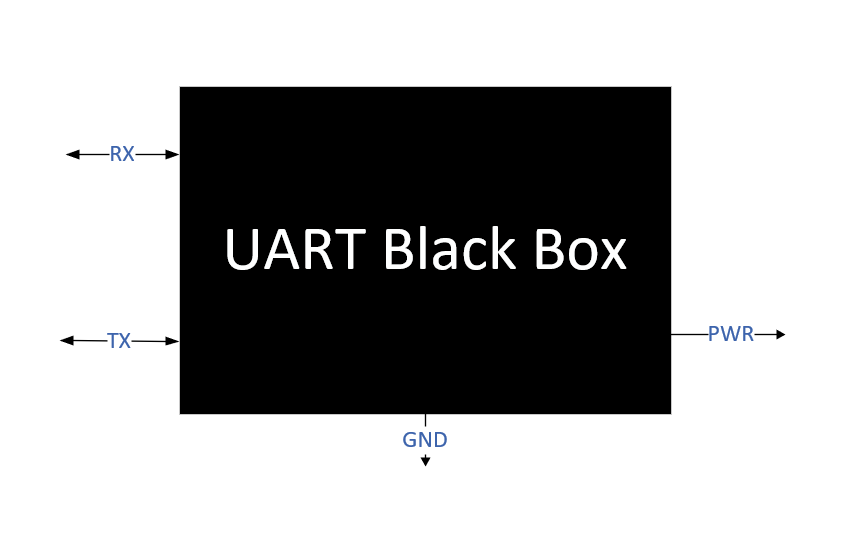 RX
UART Black Box
TX
PWR
GND